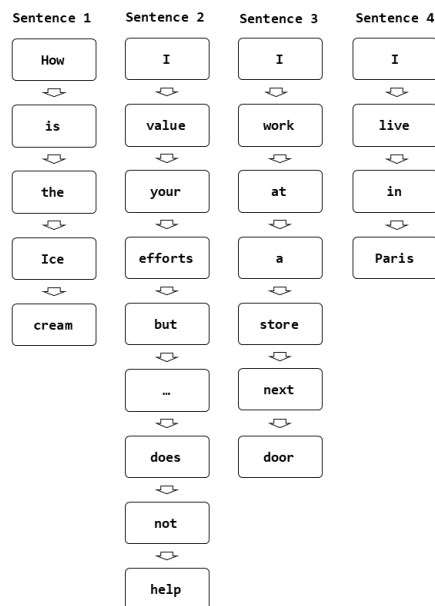 Sentence 1
How
is
the
Ice
cream
Sentence 2
I
value
your
efforts
but
…
does
not
help
Sentence 3
I
work
at
a
store
next
door
Sentence 4
I
live
in
Paris